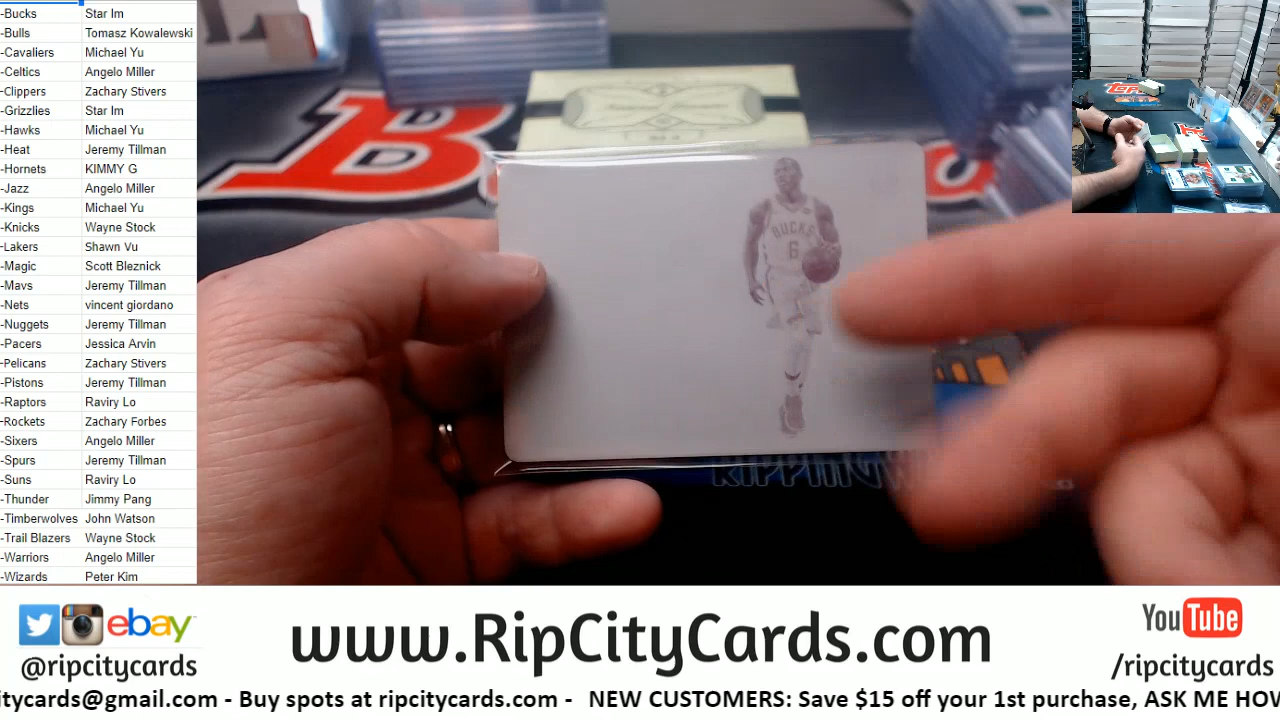 -Bucks Star Im
-Bulls Tomasz Kowalewski
-Cavaliers Michael Yu
-Celtics Angelo Miller
-Clippers Zachary Stivers
-Grizzlies Star Im
-Hawks Michael Yu
-Heat Jeremy Tillman
-Hornets KIMMY G
-Jazz Angelo Miller
-Kings Michael Yu
-Knicks Wayne Stock
-Lakers Shawn Vu
-Magic Scott Bleznick
-Mavs Jeremy Tillman
-Nets vincent giordano
-Nuggets Jeremy Tillman
-Pacers Jessica Arvin
-Pelicans Zachary Stivers
-Pistons Jeremy Tillman
-Raptors Raviry Lo
-Rockets Zachary Forbes
-Sixers Angelo Miller
-Spurs Jeremy Tillman
-Suns Raviry Lo
-Thunder Jimmy Pang
-Timberwolves John Watson
-Trail Blazers Wayne Stock
-Warriors Angelo Miller
-Wizards Peter Kim
BUCKS
6
ebay
@ripcitycards
www.RipCityCards.com
YouTube
/ripcitycards
citycards@gmail.com - Buy spots at ripcitycards.com - NEW CUSTOMERS: Save $15 off your 1st purchase, ASK ME HOW